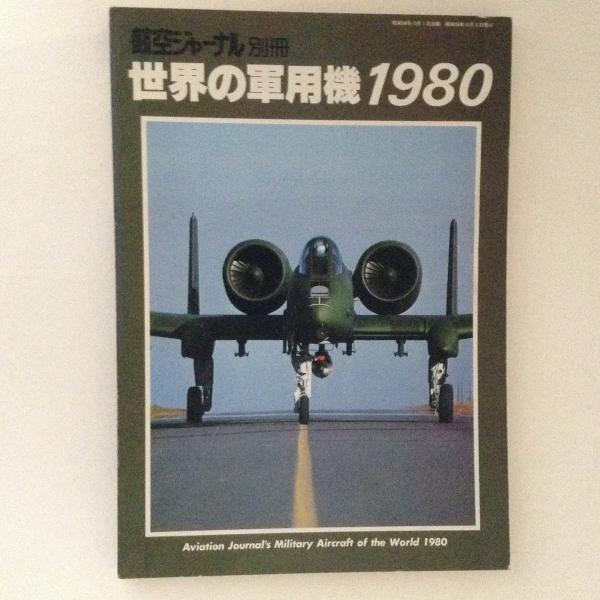 航空ジャーナル別冊
世界の軍用機1980
Aviation Journal's Military Aircraft of the World 1980